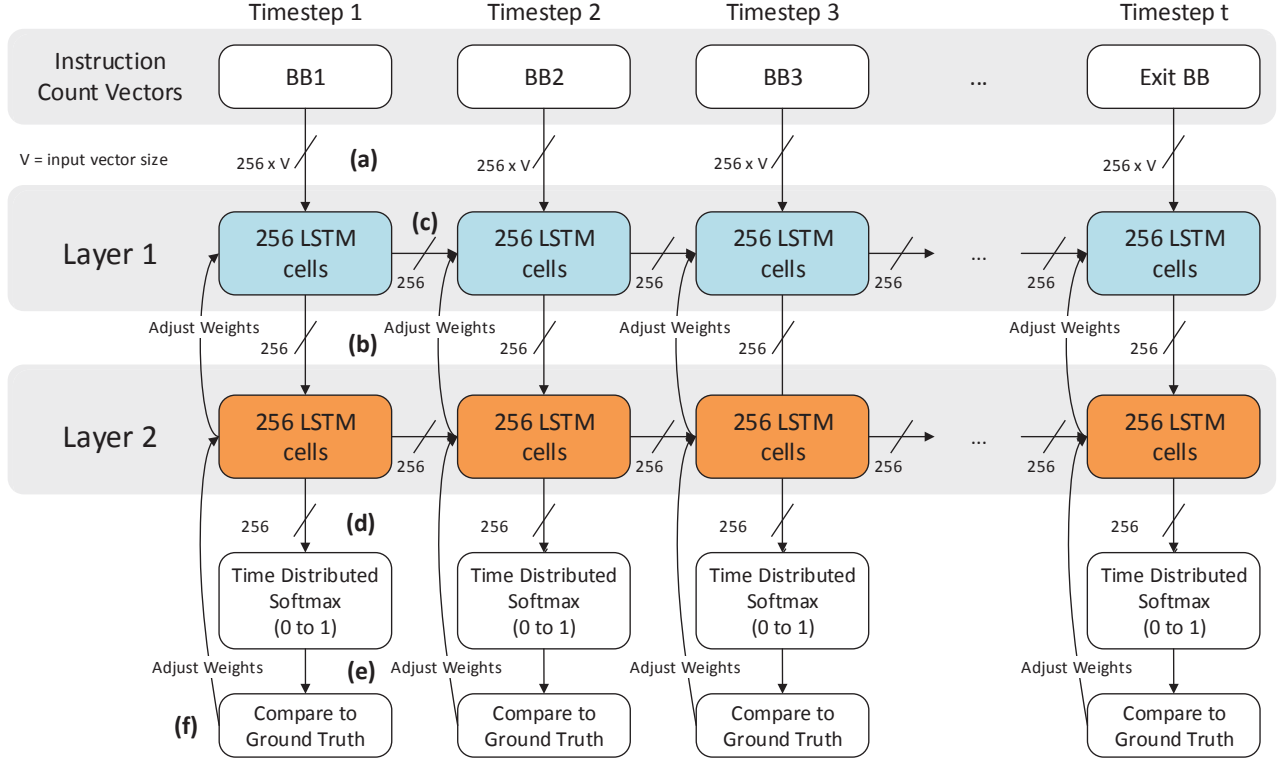 Timestep 1 Timestep 2 Timestep 3 Timestep t
Instruction
Count Vectors
BB1 BB2 BB3 ... Exit BB
V = input vector size
256 x V (a) 256 x V 256 x V 256 x V
(c)
Layer 1
256 LSTM
cells
256 LSTM
cells
256 LSTM
cells
...
256 LSTM
cells
256 256 256 256
Adjust Weights Adjust Weights Adjust Weights Adjust Weights
256 (b) 256 256 256
Layer 2
256 LSTM
cells
256 LSTM
cells
256 LSTM
cells
...
256 LSTM
cells
256 256 256 256
256 (d) 256 256 256
Time Distributed
Softmax
(0 to 1)
Time Distributed
Softmax
(0 to 1)
Time Distributed
Softmax
(0 to 1)
Time Distributed
Softmax
(0 to 1)
Adjust Weights (e) Adjust Weights Adjust Weights Adjust Weights
(f)
Compare to
Ground Truth
Compare to
Ground Truth
Compare to
Ground Truth
Compare to
Ground Truth